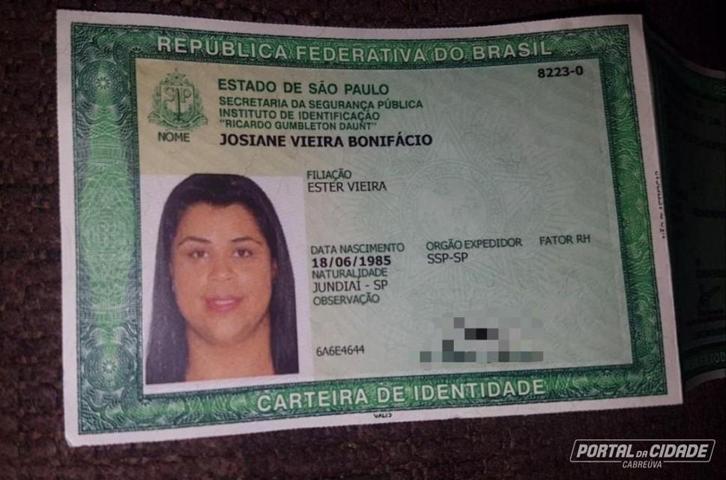 REPÚBLICA FEDERATIVA DO BRASIL
8223-0
ESTADO DE SÃO PAULO
SECRETARIA DA SEGURANÇA PÚBLICA
INSTITUTO DE IDENTIFICAÇÃO
"RICARDO GUMBLETON DAUNT"
NOME JOSIANE VIEIRA BONIFÁCIO
FILIAÇÃO
ESTER VIEIRA
DATA NASCIMENTO ORGÃO EXPEDIDOR FATOR RH
18/06/1985 SSP-SP
NATURALIDADE
JUNDIAÍ - SP
OBSERVAÇÃO
6A6E4644
CARTEIRA DE IDENTIDADE
PORTAL DA CIDADE
CABREÚVA